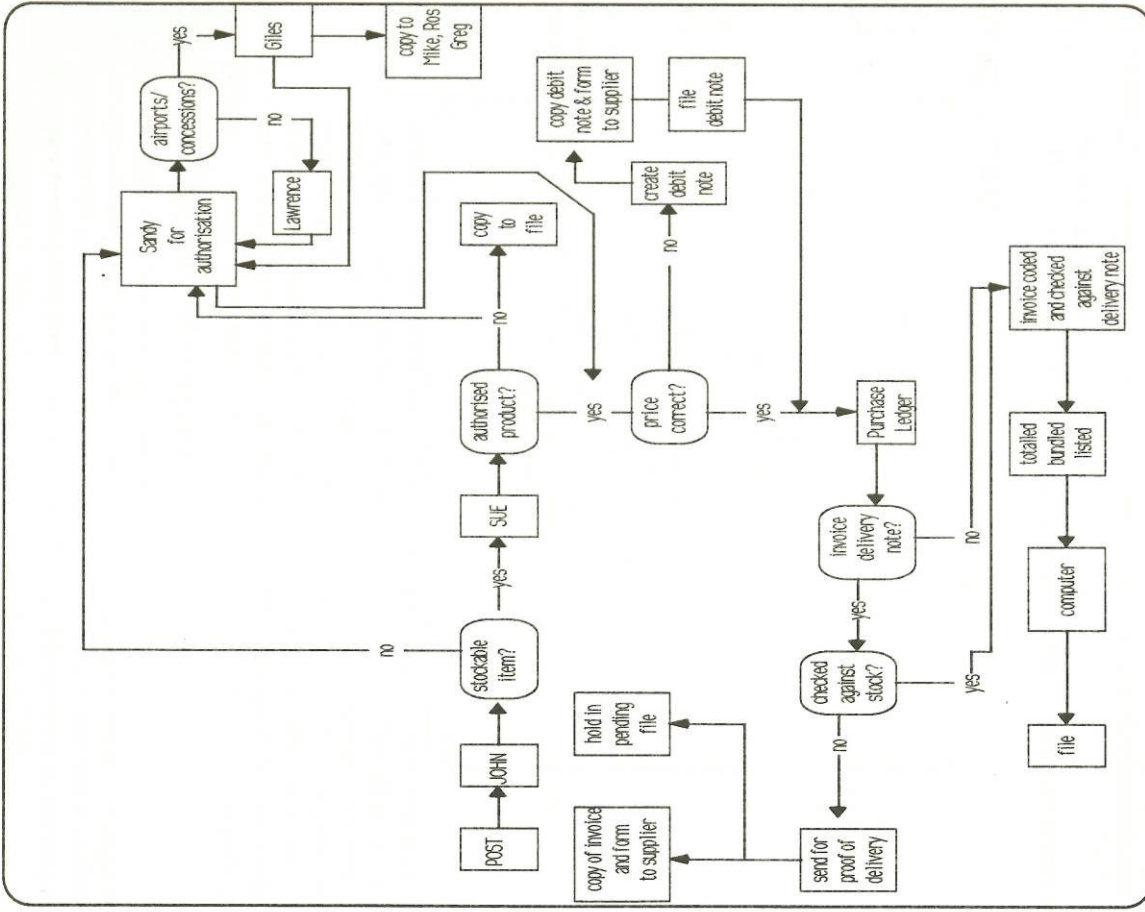 POST
JOHN
stockable
item?
no
yes
SUE
authorised
product?
no
yes
copy
to
file
Sandy
for
authorisation
airports/
concessions?
yes
no
Lawrence
Giles
copy to
Mike, Ros
Greg
price
correct?
no
yes
create
debit
note
copy debit
note & form
to supplier
file
debit note
Purchase
Ledger
invoice
delivery
note?
yes
no
checked
against
stock?
no
yes
send for
proof of
delivery
copy of invoice
and form
to supplier
hold in
pending
file
invoice coded
and checked
against
delivery note
totalled
bundled
listed
computer
file